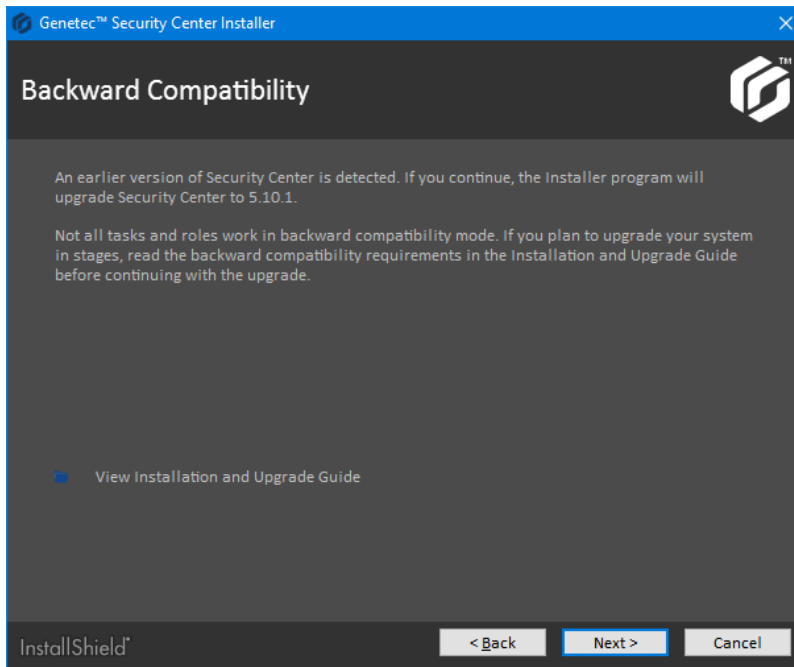 Genetec™ Security Center Installer
Backward Compatibility
TM
An earlier version of Security Center is detected. If you continue, the Installer program will
upgrade Security Center to 5.10.1.
Not all tasks and roles work in backward compatibility mode. If you plan to upgrade your system
in stages, read the backward compatibility requirements in the Installation and Upgrade Guide
before continuing with the upgrade.
View Installation and Upgrade Guide
InstallShield
< Back
Next >
Cancel